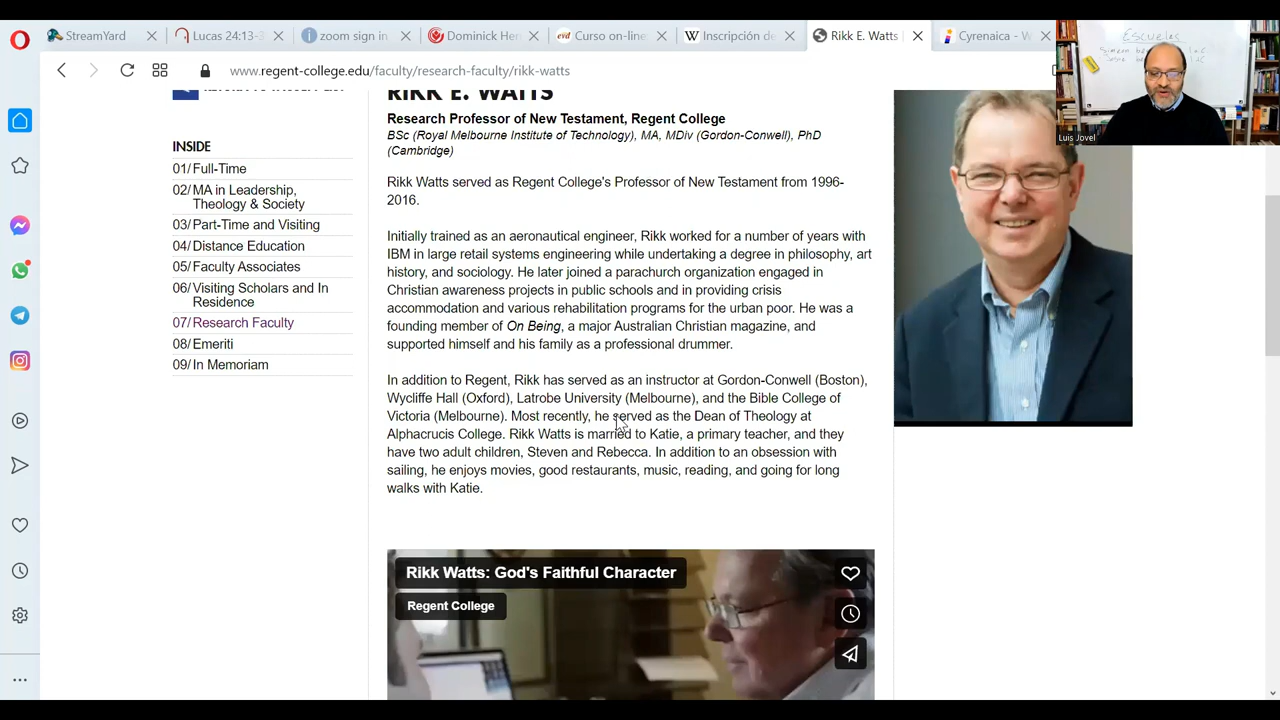 StreamYard
Lucas 24:13-3
zoom sign in
Dominick Her
Curso on-line
Inscripción de
Rikk E. Watts |
Cyrenaica - W
www.regent-college.edu/faculty/research-faculty/rikk-watts
Escuelas
Luis Jovel
RIKK E. WATTS
INSIDE
01/ Full-Time
02/ MA in Leadership,
Theology & Society
03/ Part-Time and Visiting
04/ Distance Education
05/ Faculty Associates
06/ Visiting Scholars and In
Residence
07/ Research Faculty
08/ Emeriti
09/ In Memoriam
Research Professor of New Testament, Regent College
BSc (Royal Melbourne Institute of Technology), MA, MDiv (Gordon-Conwell), PhD
(Cambridge)
Rikk Watts served as Regent College's Professor of New Testament from 1996-
2016.
Initially trained as an aeronautical engineer, Rikk worked for a number of years with
IBM in large retail systems engineering while undertaking a degree in philosophy, art
history, and sociology. He later joined a parachurch organization engaged in
Christian awareness projects in public schools and in providing crisis
accommodation and various rehabilitation programs for the urban poor. He was a
founding member of On Being, a major Australian Christian magazine, and
supported himself and his family as a professional drummer.
In addition to Regent, Rikk has served as an instructor at Gordon-Conwell (Boston),
Wycliffe Hall (Oxford), Latrobe University (Melbourne), and the Bible College of
Victoria (Melbourne). Most recently, he served as the Dean of Theology at
Alphacrucis College. Rikk Watts is married to Katie, a primary teacher, and they
have two adult children, Steven and Rebecca. In addition to an obsession with
sailing, he enjoys movies, good restaurants, music, reading, and going for long
walks with Katie.
Rikk Watts: God's Faithful Character
Regent College